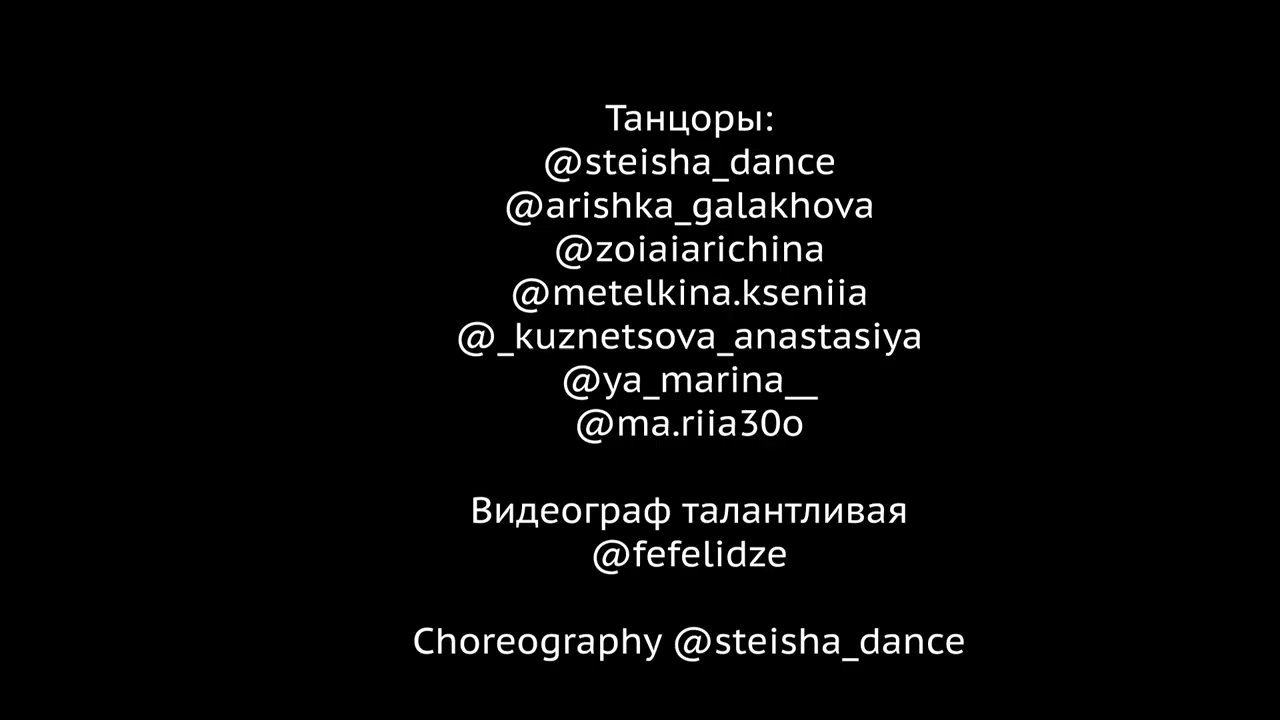 Танцоры:
@steisha_dance
@arishka_galakhova
@zoiaiarichina
@metelkina.kseniia
@_kuznetsova_anastasiya
@ya_marina__
@ma.riia30o
Видеограф талантливая
@fefelidze
Choreography @steisha_dance